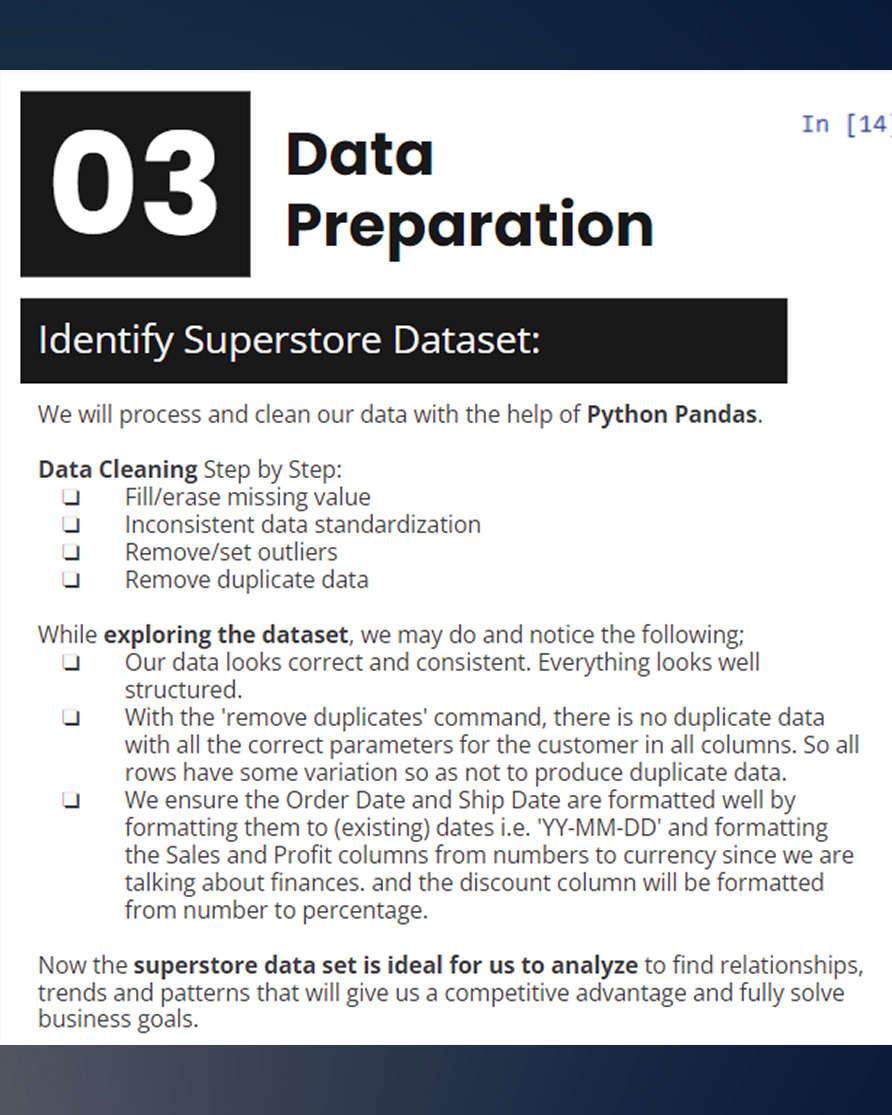 03
Data
Preparation
In [14]
Identify Superstore Dataset:
We will process and clean our data with the help of Python Pandas.
Data Cleaning Step by Step:
❑ Fill/erase missing value
❑ Inconsistent data standardization
❑ Remove/set outliers
❑ Remove duplicate data
While exploring the dataset, we may do and notice the following;
❑ Our data looks correct and consistent. Everything looks well
structured.
❑ With the 'remove duplicates' command, there is no duplicate data
with all the correct parameters for the customer in all columns. So all
rows have some variation so as not to produce duplicate data.
❑ We ensure the Order Date and Ship Date are formatted well by
formatting them to (existing) dates i.e. 'YY-MM-DD' and formatting
the Sales and Profit columns from numbers to currency since we are
talking about finances. and the discount column will be formatted
from number to percentage.
Now the superstore data set is ideal for us to analyze to find relationships,
trends and patterns that will give us a competitive advantage and fully solve
business goals.